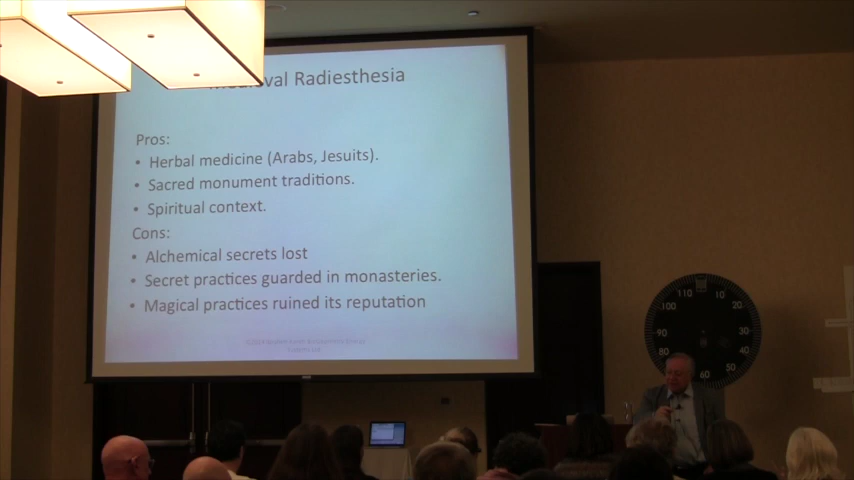 Radiesthesia
Pros:
• Herbal medicine (Arabs, Jesuits).
• Sacred monument traditions.
• Spiritual context.
Cons:
• Alchemical secrets lost
• Secret practices guarded in monasteries.
• Magical practices ruined its reputation
110
10
100
20
90
30
80
40
60
50